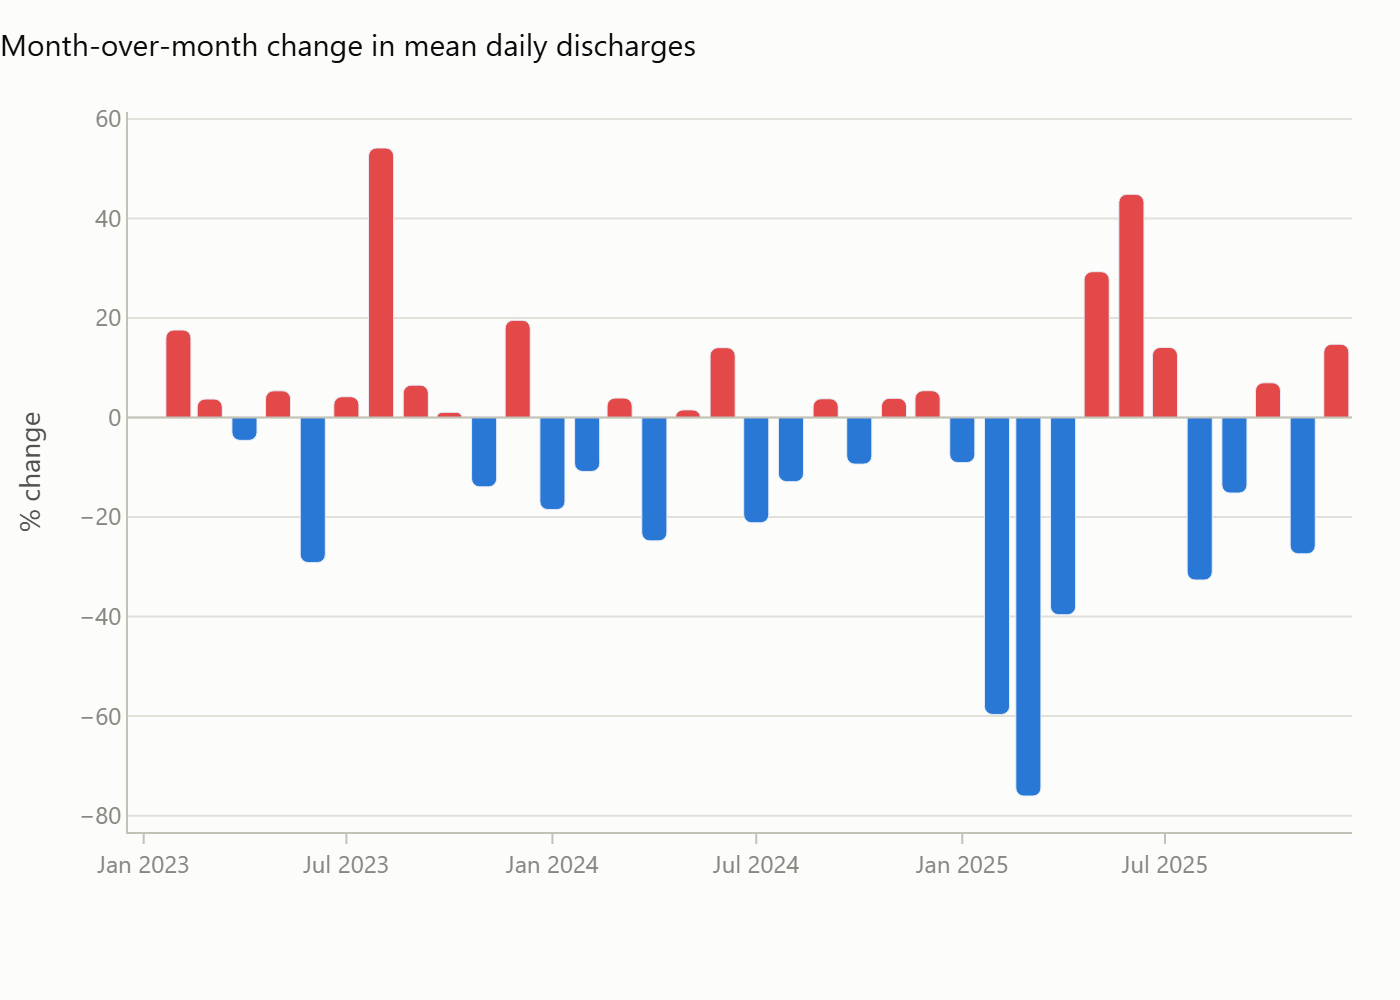 Month-over-month change in mean daily discharges
60
40
20
0
−20
−40
−60
−80
% change
Jan 2023
Jul 2023
Jan 2024
Jul 2024
Jan 2025
Jul 2025